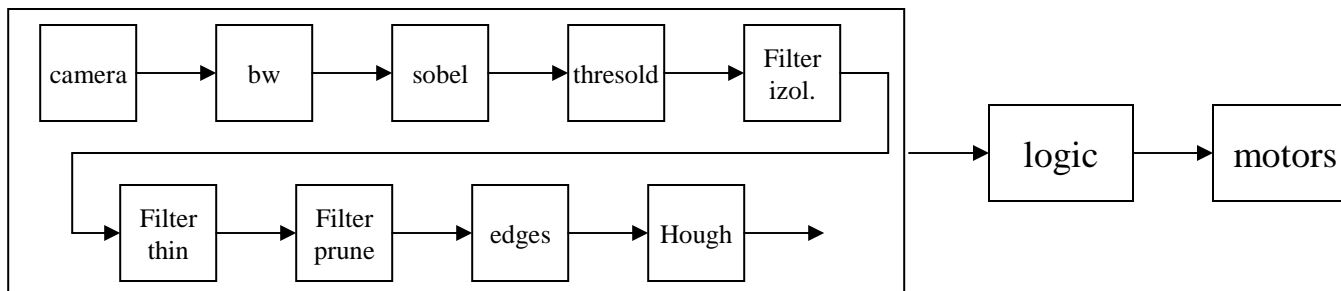 camera
bw
sobel
thresold
Filter
izol.
Filter
thin
Filter
prune
edges
Hough
logic
motors